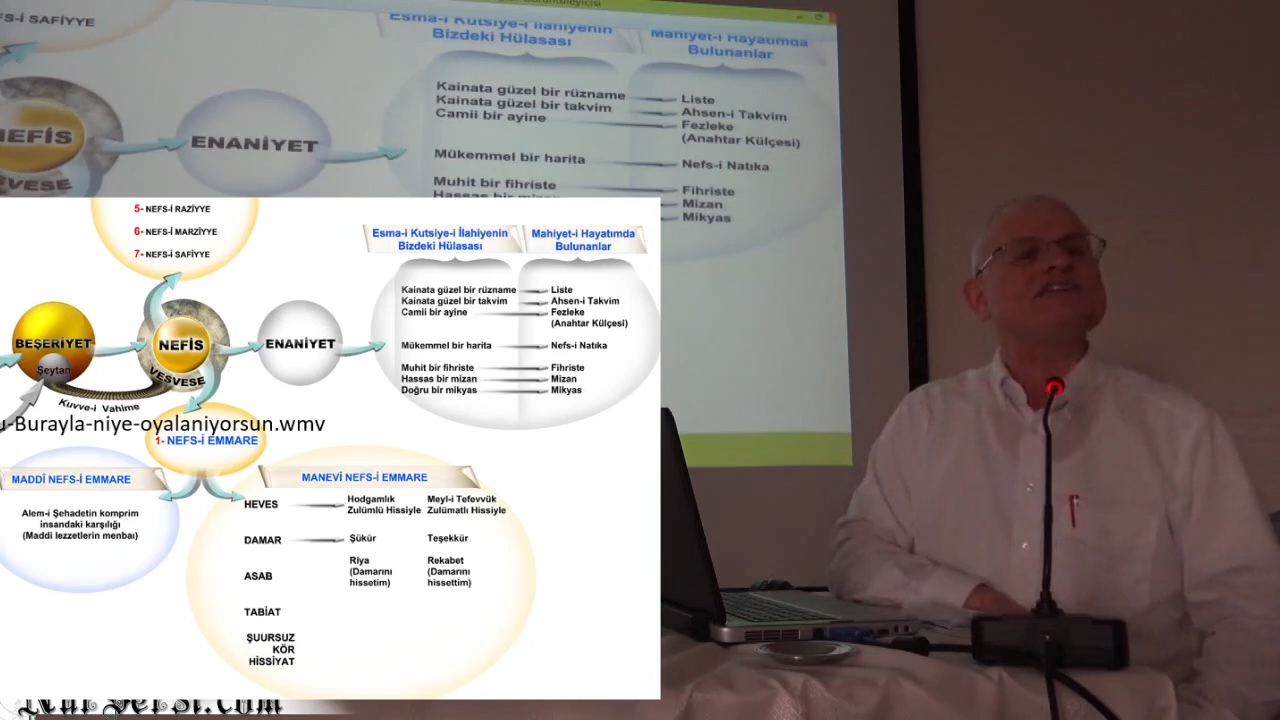 S-İ SAFİYYE
NEFİS
VESVESE
ENANİYET
Esma-i Kutsiye-i İlahiyenin
Bizdeki Hülasası
Mahiyet-i Hayatımda
Bulunanlar
Kainata güzel bir rüzname
Liste
Kainata güzel bir takvim
Ahsen-i Takvim
Camii bir ayine
Fezleke
(Anahtar Külçesi)
Mükemmel bir harita
Nefs-i Natıka
Muhit bir fihriste
Fihriste
Hassas bir mizan
Mizan
Mikyas
5- NEFS-İ RAZİYYE
6- NEFS-İ MARZİYYE
7- NEFS-İ SAFİYYE
Esma-i Kutsiye-i İlahiyenin
Bizdeki Hülasası
Mahiyet-i Hayatımda
Bulunanlar
Kainata güzel bir rüzname
Liste
Kainata güzel bir takvim
Ahsen-i Takvim
Camii bir ayine
Fezleke
(Anahtar Külçesi)
Mükemmel bir harita
Nefs-i Natıka
Muhit bir fihriste
Fihriste
Hassas bir mizan
Mizan
Doğru bir mikyas
Mikyas
BEŞERİYET
Şeytan
NEFİS
VESVESE
ENANİYET
Kuvve-i Vahime
u-Burayla-niye-oyalaniyorsun.wmv
1- NEFS-İ EMMARE
MADDİ NEFS-İ EMMARE
Alem-i Şehadetin komprim
insandaki karşılığı
(Maddi lezzetlerin menbaı)
MANEVİ NEFS-İ EMMARE
HEVES
Hodgamlık
Zulümlü Hissiyle
Meyl-i Tefevvük
Zulümatlı Hissiyle
DAMAR
Şükür
Teşekkür
ASAB
Riya
(Damarını
hissetim)
Rekabet
(Damarını
hissettim)
TABİAT
ŞUURSUZ
KÖR
HİSSİYAT